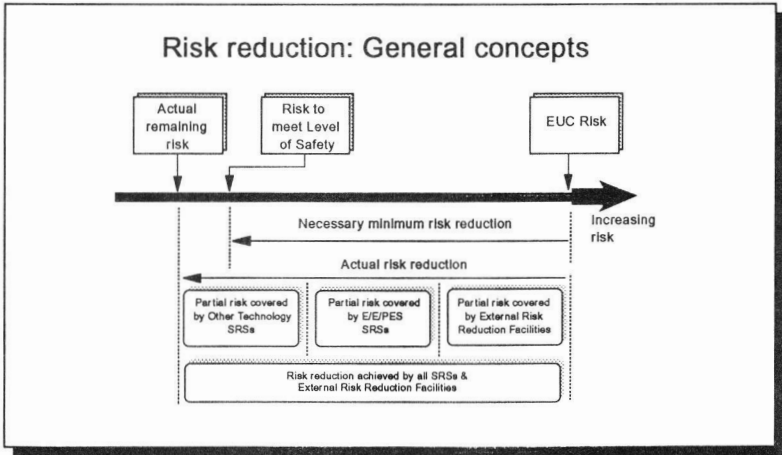 Risk reduction: General concepts
Actual
remaining
risk
Risk to
meet Level
of Safety
EUC Risk
Increasing
risk
Necessary minimum risk reduction
Actual risk reduction
Partial risk covered
by Other Technology
SRSs
Partial risk covered
by E/E/PES
SRSs
Partial risk covered
by External Risk
Reduction Facilities
Risk reduction achieved by all SRSs &
External Risk Reduction Facilities